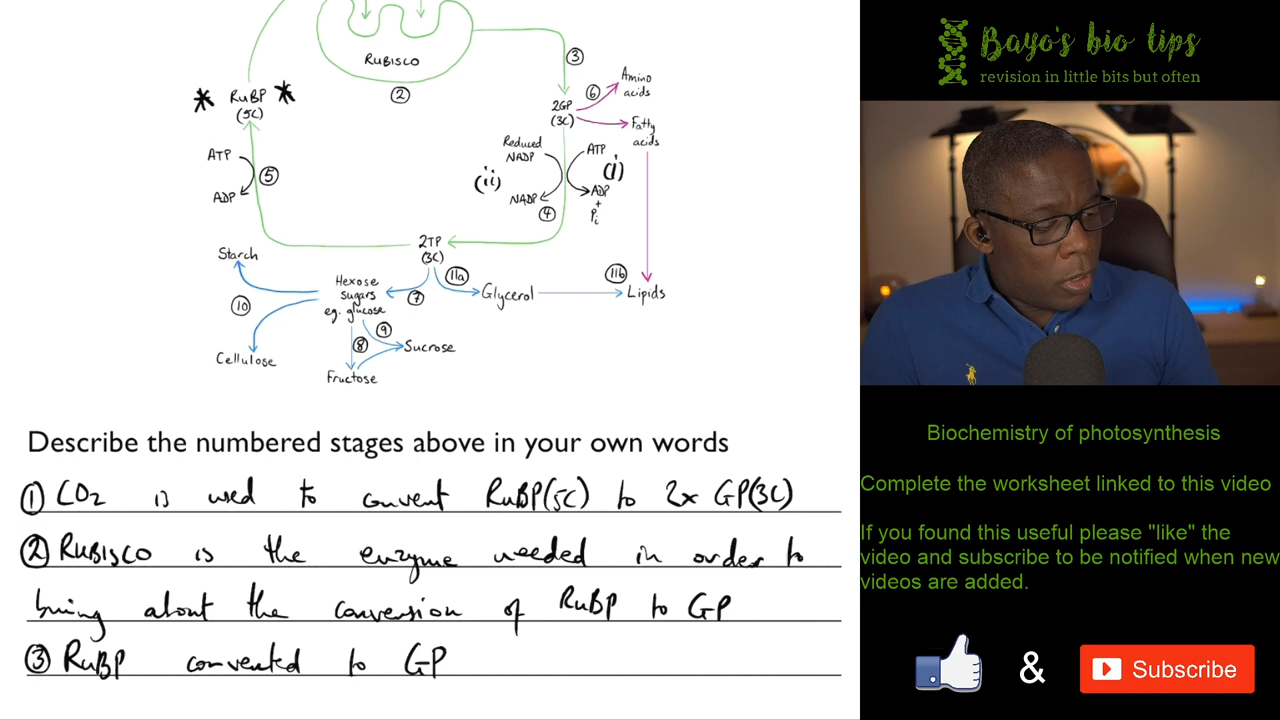 RUBISCO
②
③
* RuBP *
(5C)
ATP
ADP
⑤
2GP
(3C)
⑥
Amino
acids
Fatty
acids
Reduced
NADP
NADP
(ii)
④
ATP
(i)
ADP
+
Pi
2TP
(3C)
Starch
⑩
Cellulose
Hexose
sugars
eg. glucose
⑦
11a
Glycerol
11b
Lipids
⑨
⑧
Sucrose
Fructose
Describe the numbered stages above in your own words
① CO2 is used to convert RuBP(5C) to 2x GP(3C)
② RUBISCO is the enzyme needed in order to
bring about the conversion of RuBP to GP
③ RuBP converted to GP
Bayo's bio tips
revision in little bits but often
Biochemistry of photosynthesis
Complete the worksheet linked to this video
If you found this useful please "like" the
video and subscribe to be notified when new
videos are added.
& Subscribe